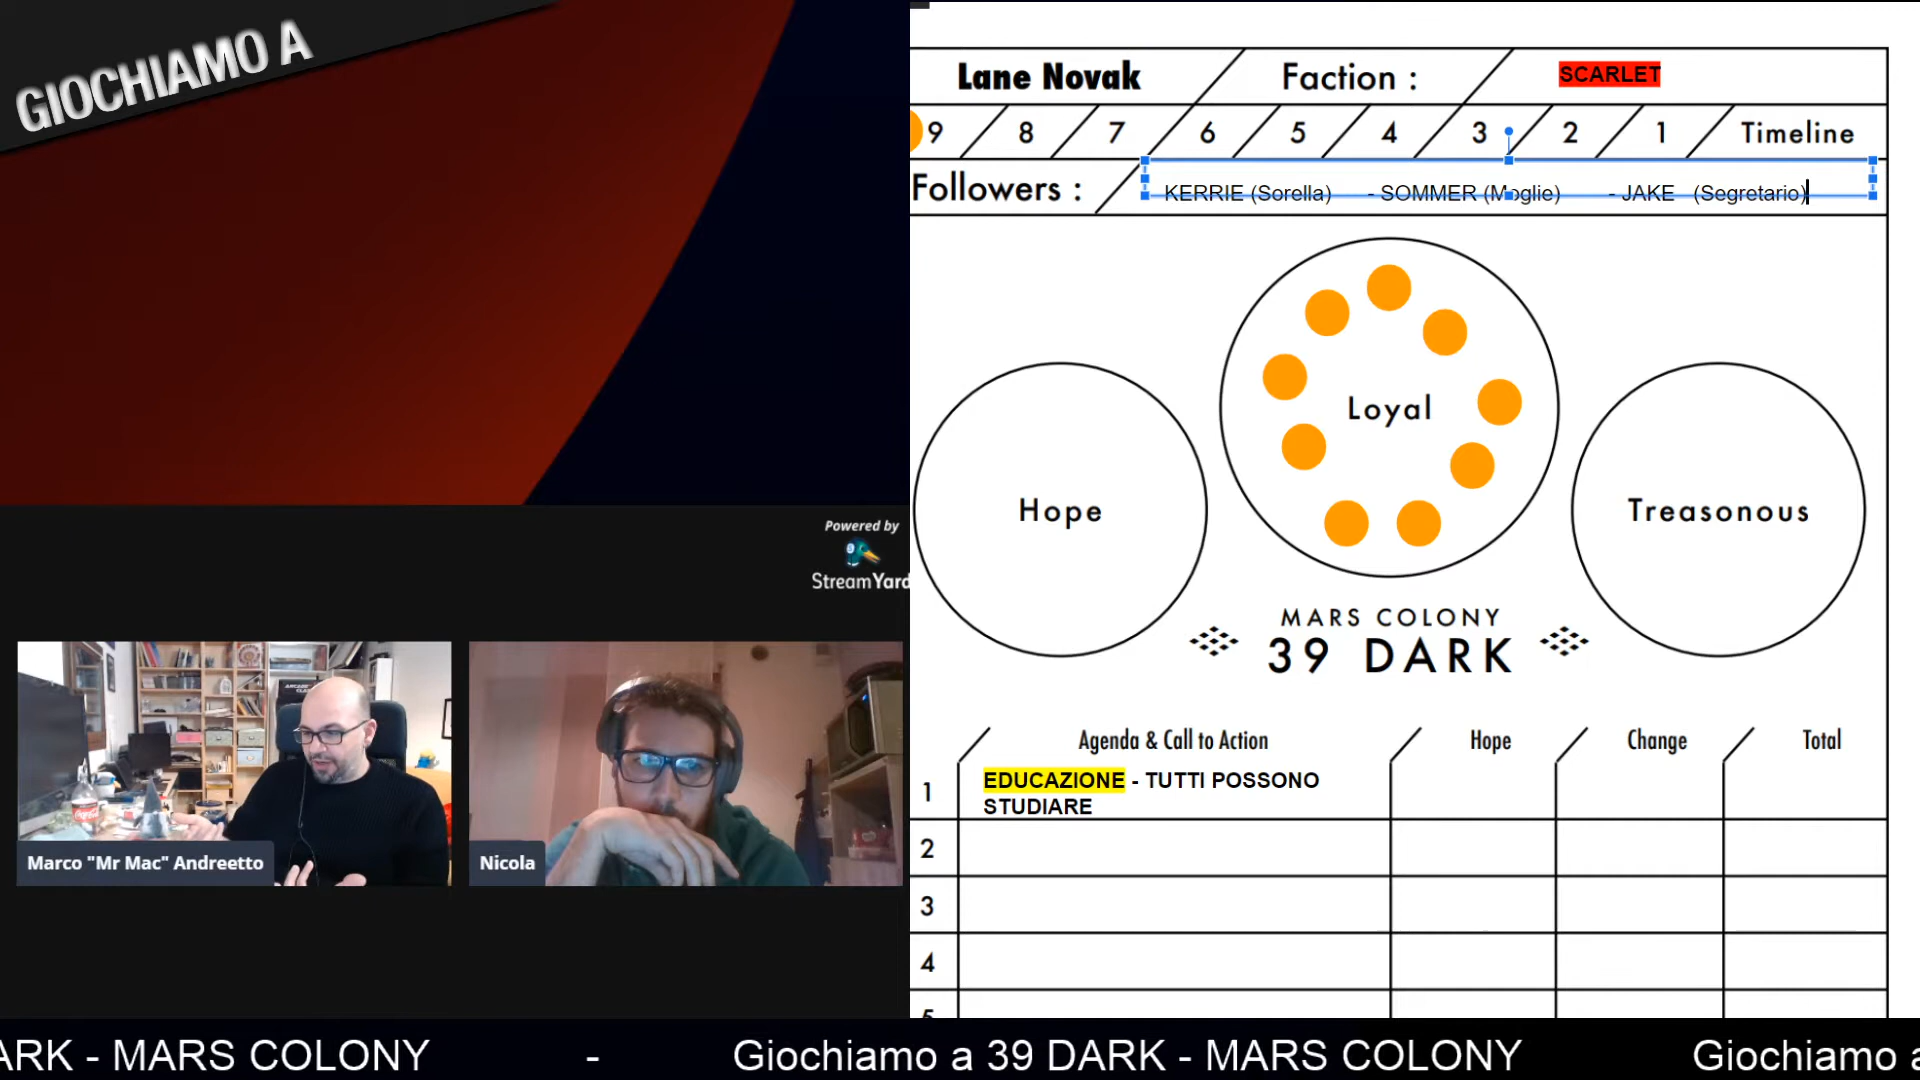 GIOCHIAMO A
Lane Novak
Faction :
SCARLET
9 8 7 6 5 4 3 2 1 Timeline
Followers :
KERRIE (Sorella) - SOMMER (Moglie) - JAKE (Segretario)
Loyal
Hope
Treasonous
MARS COLONY
39 DARK
Agenda & Call to Action Hope Change Total
1
EDUCAZIONE - TUTTI POSSONO
STUDIARE
2
3
4
5
Powered by
StreamYard
Marco "Mr Mac" Andreetto
Nicola
ARK - MARS COLONY - Giochiamo a 39 DARK - MARS COLONY Giochiamo a